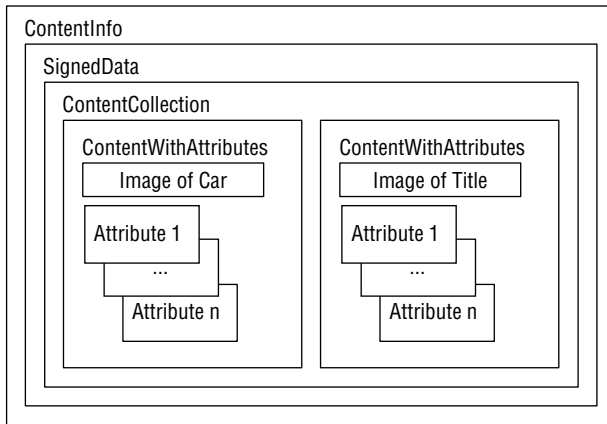 ContentInfo
SignedData
ContentCollection
ContentWithAttributes
Image of Car
Attribute 1
...
Attribute n
ContentWithAttributes
Image of Title
Attribute 1
...
Attribute n